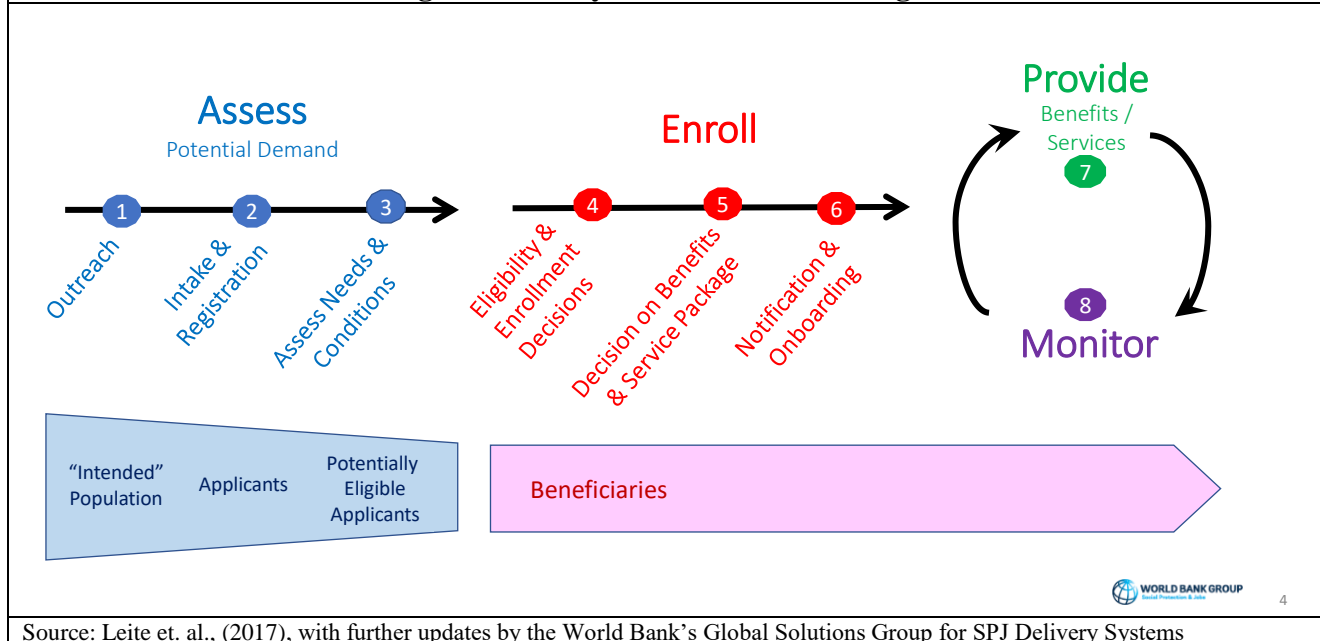 Assess
Potential Demand
1
2
3
Outreach
Intake &
Registration
Assess Needs &
Conditions
Enroll
4
5
6
Eligibility &
Enrollment
Decisions
Decision on Benefits
& Service Package
Notification &
Onboarding
Provide
Benefits /
Services
7
8
Monitor
“Intended”
Population
Applicants
Potentially
Eligible
Applicants
Beneficiaries
WORLD BANK GROUP
Social Protection & Jobs
4
Source: Leite et. al., (2017), with further updates by the World Bank’s Global Solutions Group for SPJ Delivery Systems